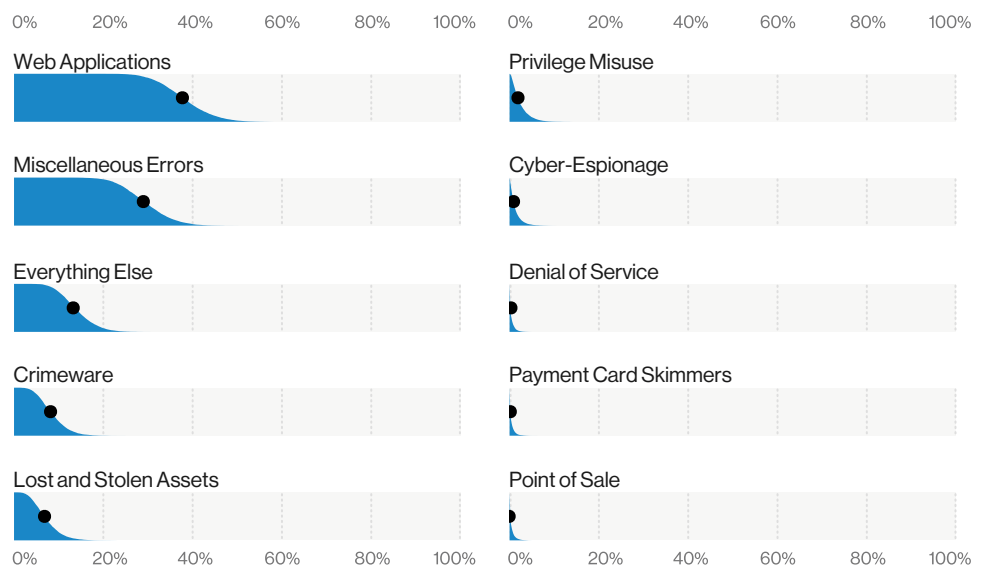 0% 20% 40% 60% 80% 100% 0% 20% 40% 60% 80% 100%
Web Applications
Privilege Misuse
Miscellaneous Errors
Cyber-Espionage
Everything Else
Denial of Service
Crimeware
Payment Card Skimmers
Lost and Stolen Assets
Point of Sale
0% 20% 40% 60% 80% 100% 0% 20% 40% 60% 80% 100%